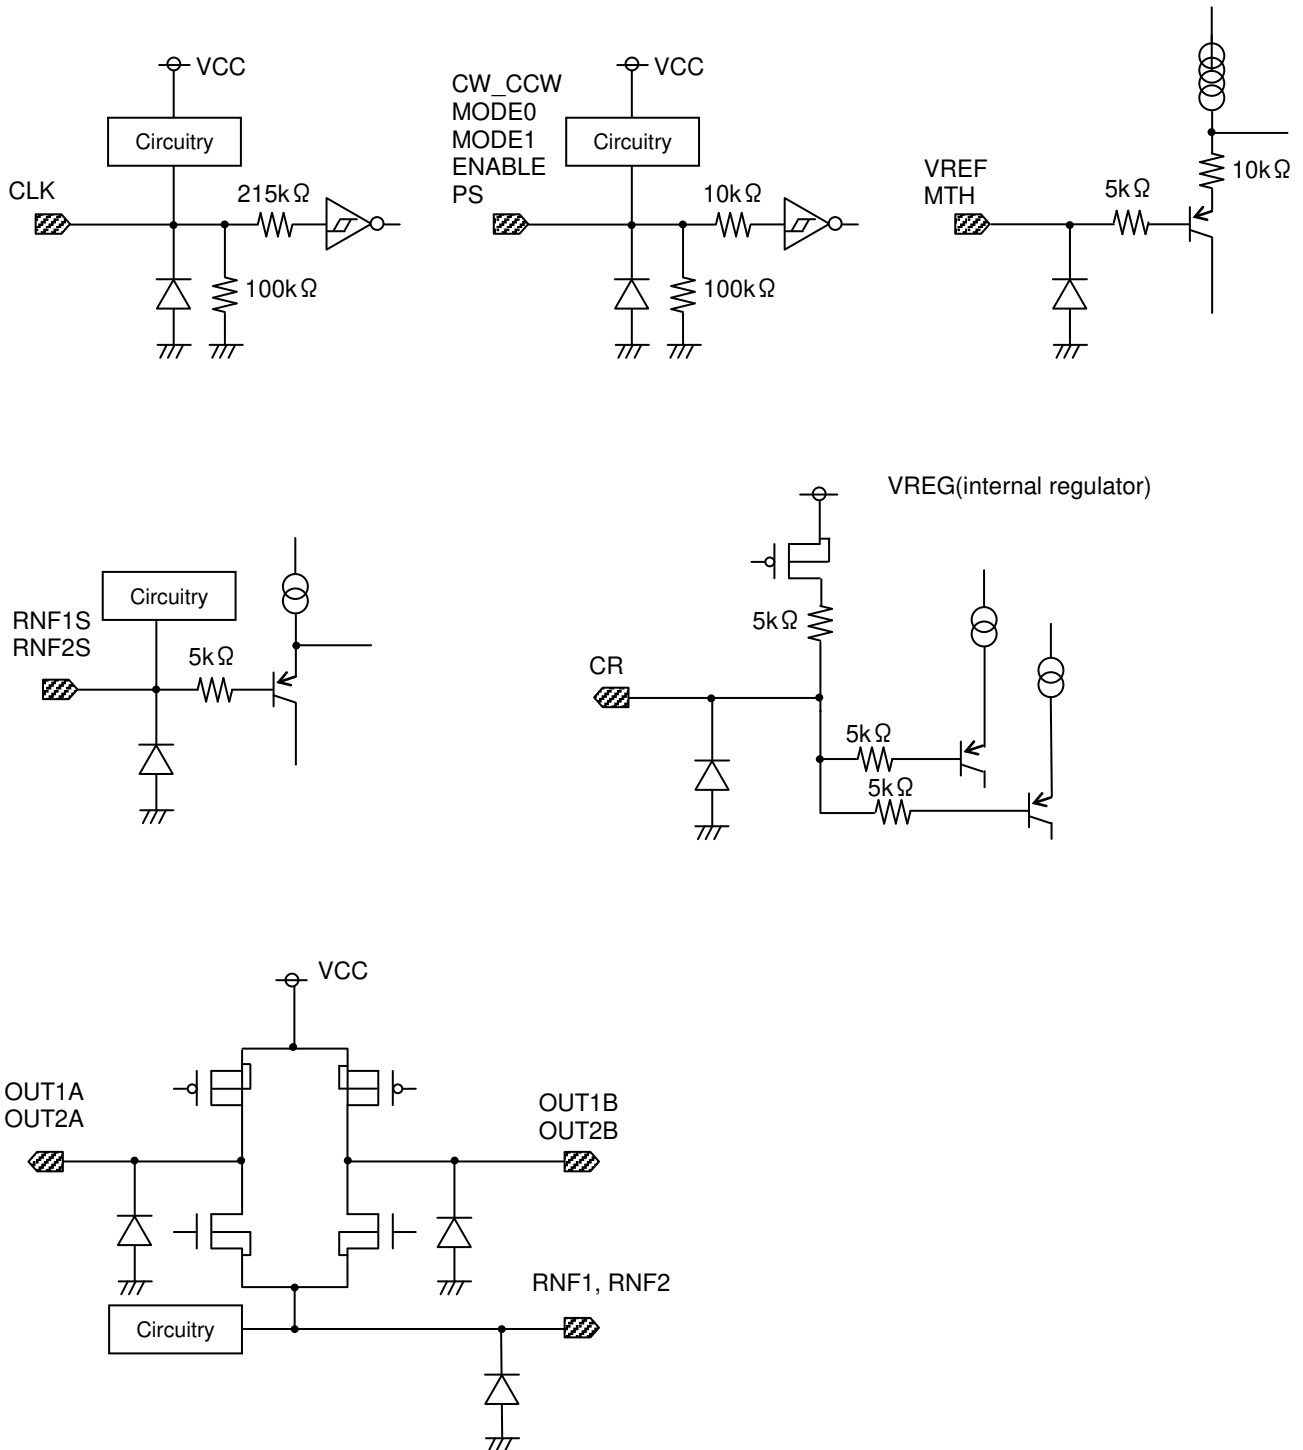 VCC
Circuitry
CLK
215kΩ
100kΩ
VCC
CW_CCW
MODE0
MODE1
ENABLE
PS
Circuitry
10kΩ
100kΩ
VREF
MTH
5kΩ
10kΩ
Circuitry
RNF1S
RNF2S
5kΩ
VREG(internal regulator)
5kΩ
CR
5kΩ
5kΩ
VCC
OUT1A
OUT2A
OUT1B
OUT2B
RNF1, RNF2
Circuitry